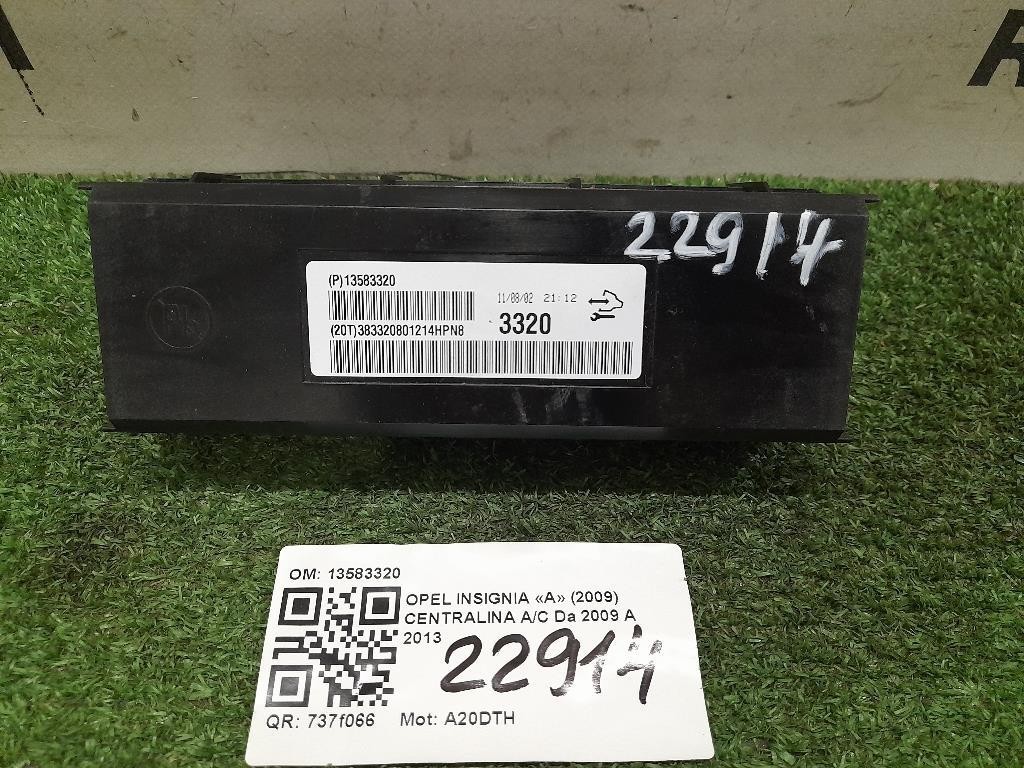 22914
(P)13583320
11/08/02 21:12
(20T)383320801214HPN8
3320
OM: 13583320
OPEL INSIGNIA «A» (2009)
CENTRALINA A/C Da 2009 A
2013
22914
QR: 737f066 Mot: A20DTH